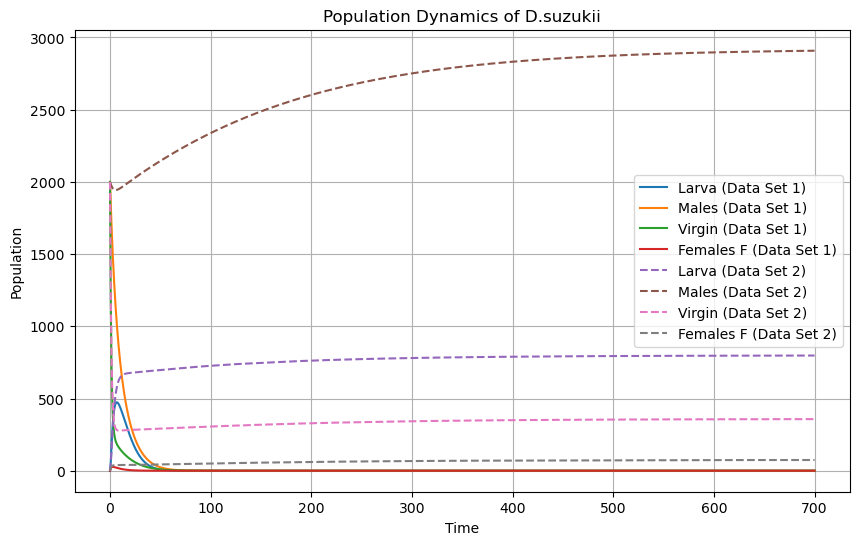 Population Dynamics of D.suzukii
3000
2500
2000
1500
1000
500
0
Population
Larva (Data Set 1)
Males (Data Set 1)
Virgin (Data Set 1)
Females F (Data Set 1)
Larva (Data Set 2)
Males (Data Set 2)
Virgin (Data Set 2)
Females F (Data Set 2)
0 100 200 300 400 500 600 700
Time